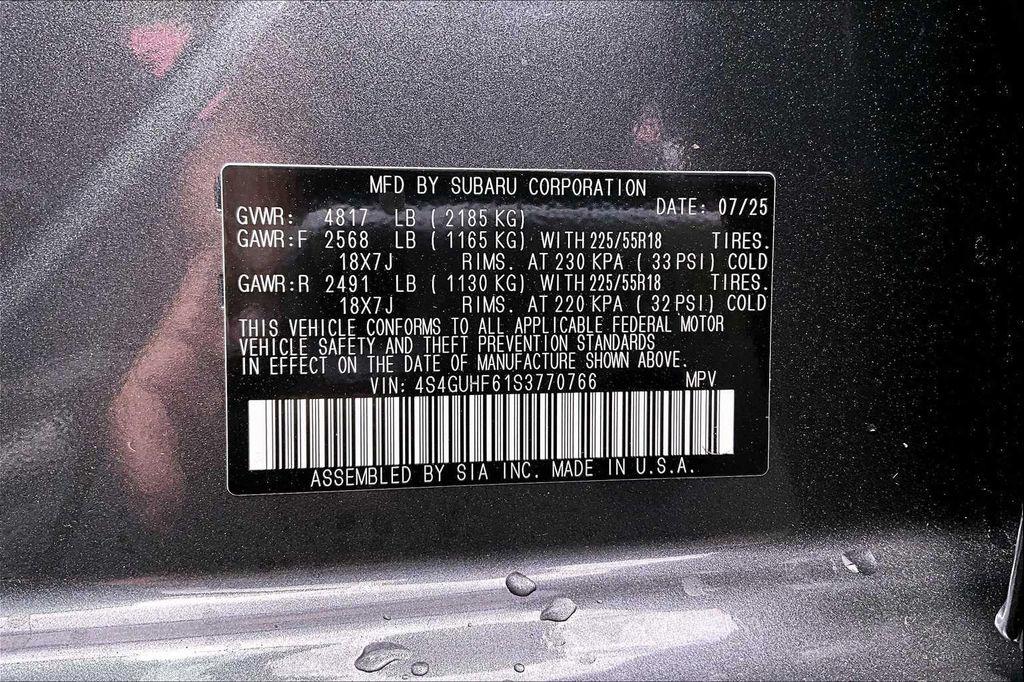 MFD BY SUBARU CORPORATION
DATE: 07/25
GVWR: 4817 LB (2185 KG)
GAWR:F 2568 LB (1165 KG) WITH 225/55R18 TIRES.
18X7J RIMS. AT 230 KPA (33 PSI) COLD
GAWR:R 2491 LB (1130 KG) WITH 225/55R18 TIRES.
18X7J RIMS. AT 220 KPA (32 PSI) COLD
THIS VEHICLE CONFORMS TO ALL APPLICABLE FEDERAL MOTOR
VEHICLE SAFETY AND THEFT PREVENTION STANDARDS
IN EFFECT ON THE DATE OF MANUFACTURE SHOWN ABOVE.
VIN: 4S4GUHF61S3770766 MPV
ASSEMBLED BY SIA INC. MADE IN U.S.A.